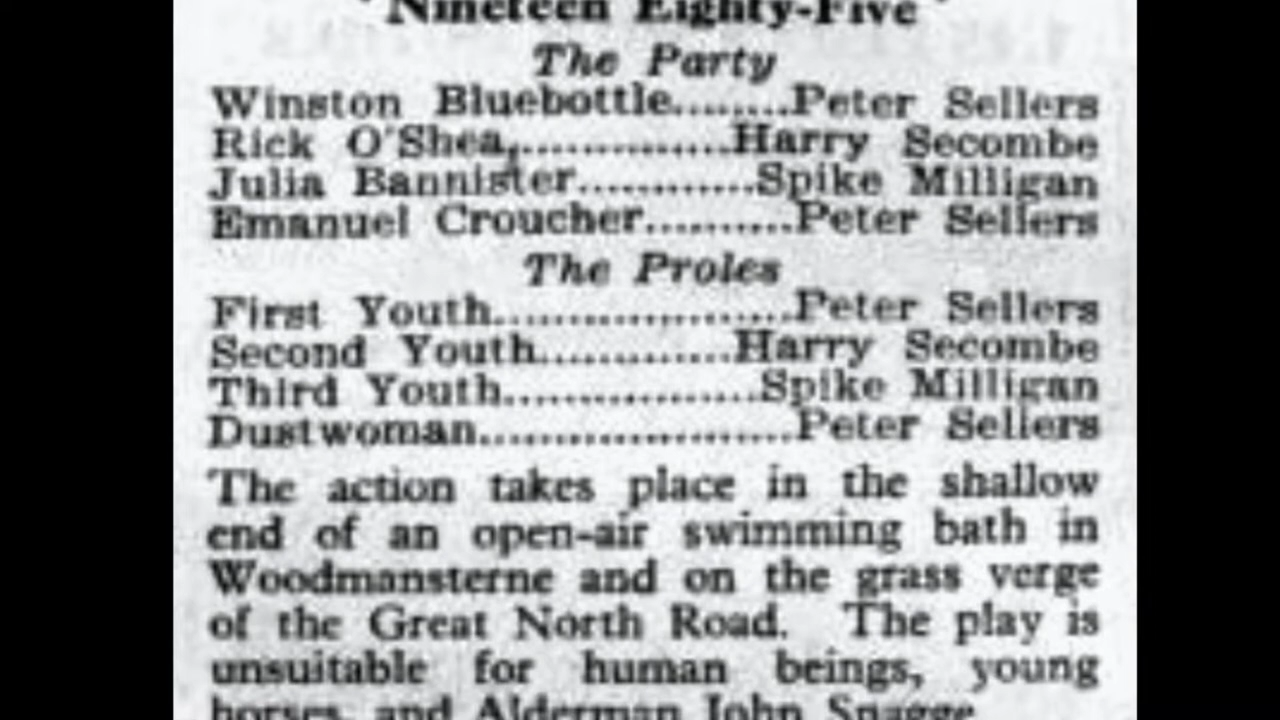 "Nineteen Eighty-Five"
The Party
Winston Bluebottle........Peter Sellers
Rick O'Shea...............Harry Secombe
Julia Bannister............Spike Milligan
Emanuel Croucher..........Peter Sellers
The Proles
First Youth.....................Peter Sellers
Second Youth.............Harry Secombe
Third Youth..................Spike Milligan
Dustwoman......................Peter Sellers
The action takes place in the shallow
end of an open-air swimming bath in
Woodmansterne and on the grass verge
of the Great North Road. The play is
unsuitable for human beings, young
horses, and Alderman John Snagge